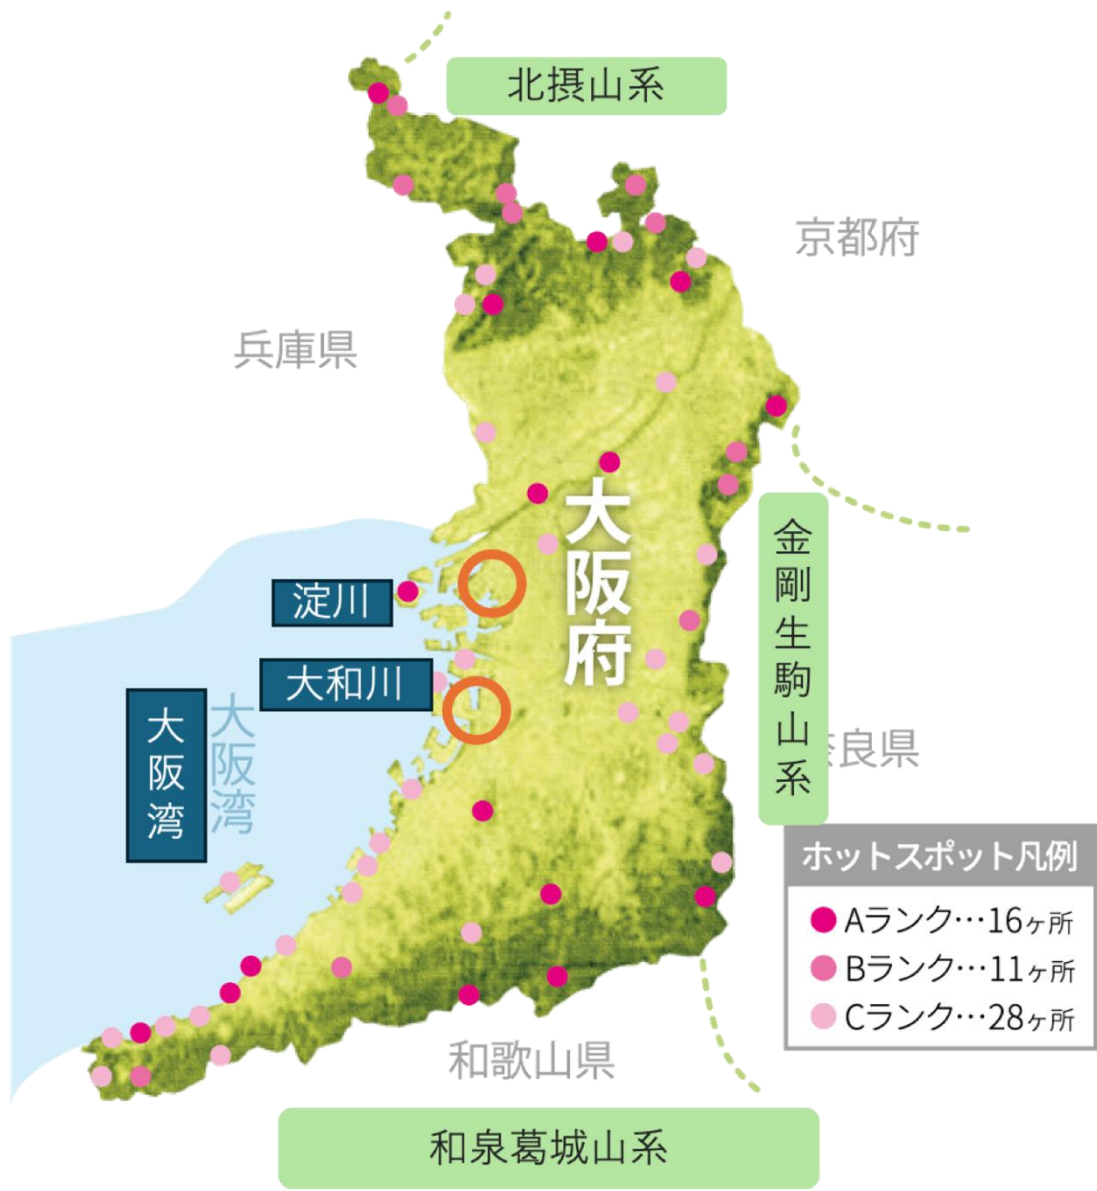 北摂山系
京都府
兵庫県
大阪府
金剛生駒山系
淀川
大和川
大阪湾
大阪湾
良県
ホットスポット凡例
Aランク…16ヶ所
Bランク…11ヶ所
Cランク…28ヶ所
和歌山県
和泉葛城山系